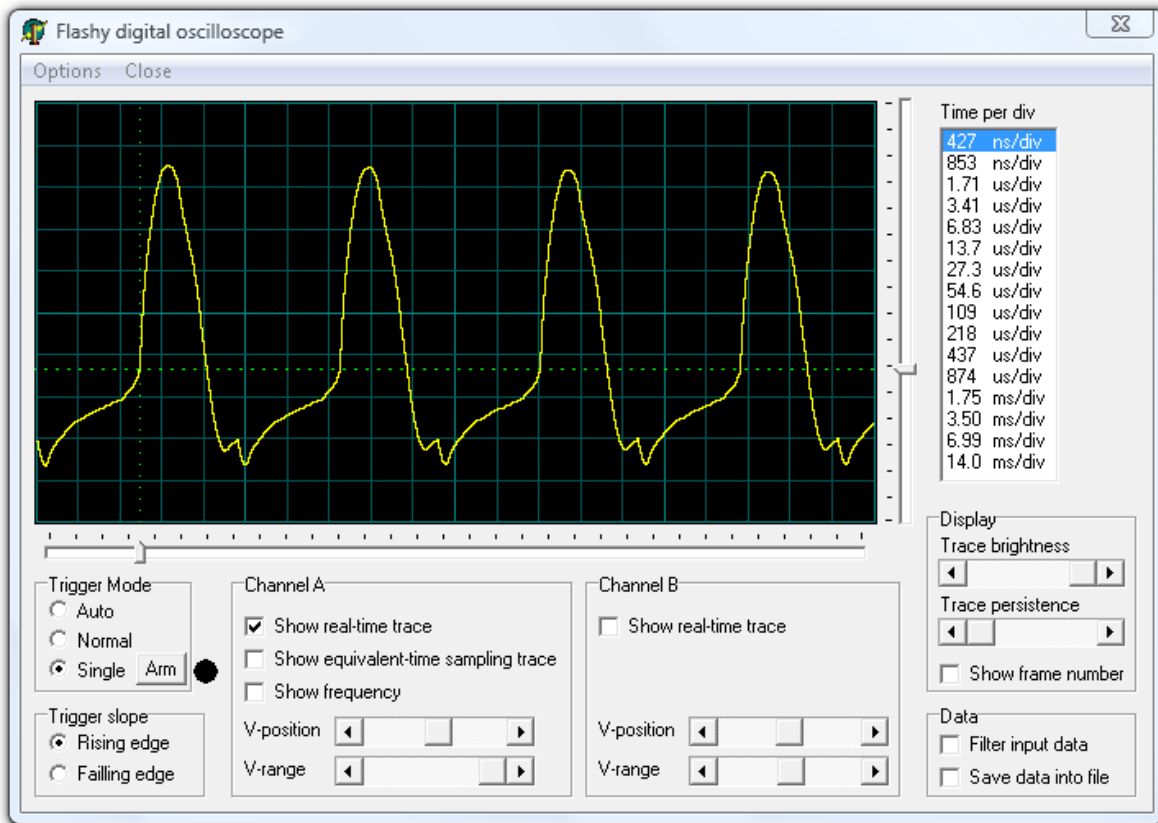 Flashy digital oscilloscope
Options Close
Time per div
427 ns/div
853 ns/div
1.71 us/div
3.41 us/div
6.83 us/div
13.7 us/div
27.3 us/div
54.6 us/div
109 us/div
218 us/div
437 us/div
874 us/div
1.75 ms/div
3.50 ms/div
6.99 ms/div
14.0 ms/div
Trigger Mode
Auto
Normal
Single Arm
Trigger slope
Rising edge
Failling edge
Channel A
Show real-time trace
Show equivalent-time sampling trace
Show frequency
V-position
V-range
Channel B
Show real-time trace
V-position
V-range
Display
Trace brightness
Trace persistence
Show frame number
Data
Filter input data
Save data into file